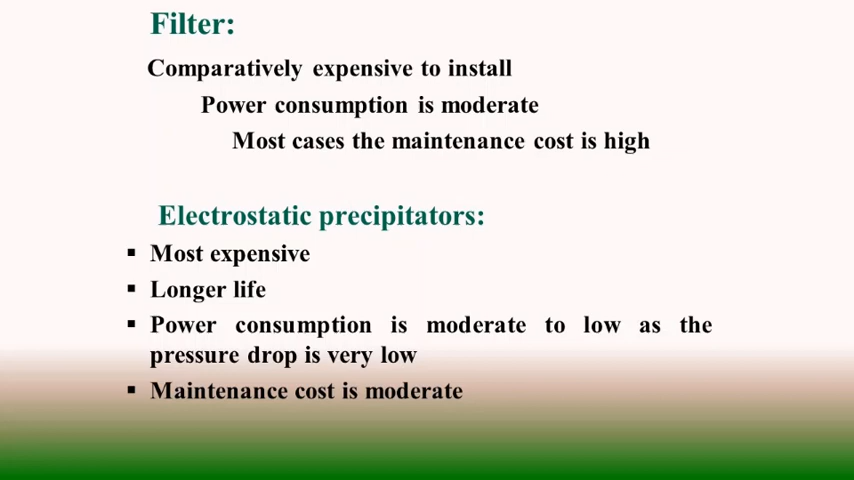 Filter:
Comparatively expensive to install
Power consumption is moderate
Most cases the maintenance cost is high
Electrostatic precipitators:
▪ Most expensive
▪ Longer life
▪ Power consumption is moderate to low as the
pressure drop is very low
▪ Maintenance cost is moderate